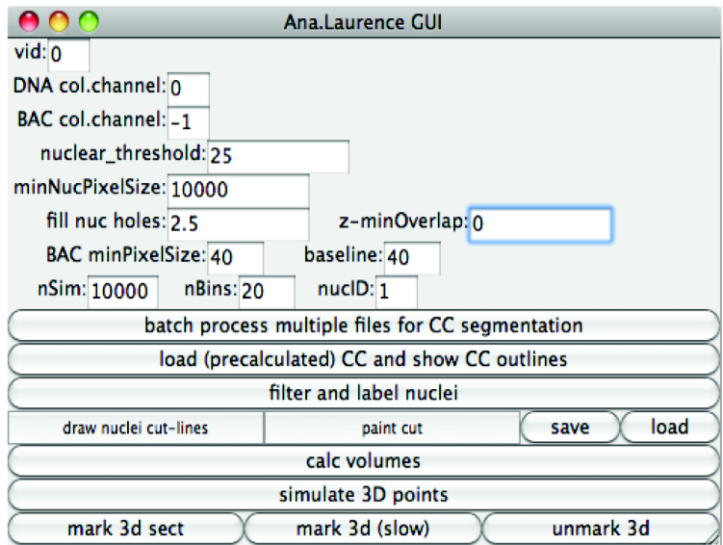 Ana.Laurence GUI
vid: 0
DNA col.channel: 0
BAC col.channel: -1
nuclear_threshold: 25
minNucPixelSize: 10000
fill nuc holes: 2.5 z-minOverlap: 0
BAC minPixelSize: 40 baseline: 40
nSim: 10000 nBins: 20 nucID: 1
batch process multiple files for CC segmentation
load (precalculated) CC and show CC outlines
filter and label nuclei
draw nuclei cut-lines paint cut save load
calc volumes
simulate 3D points
mark 3d sect mark 3d (slow) unmark 3d